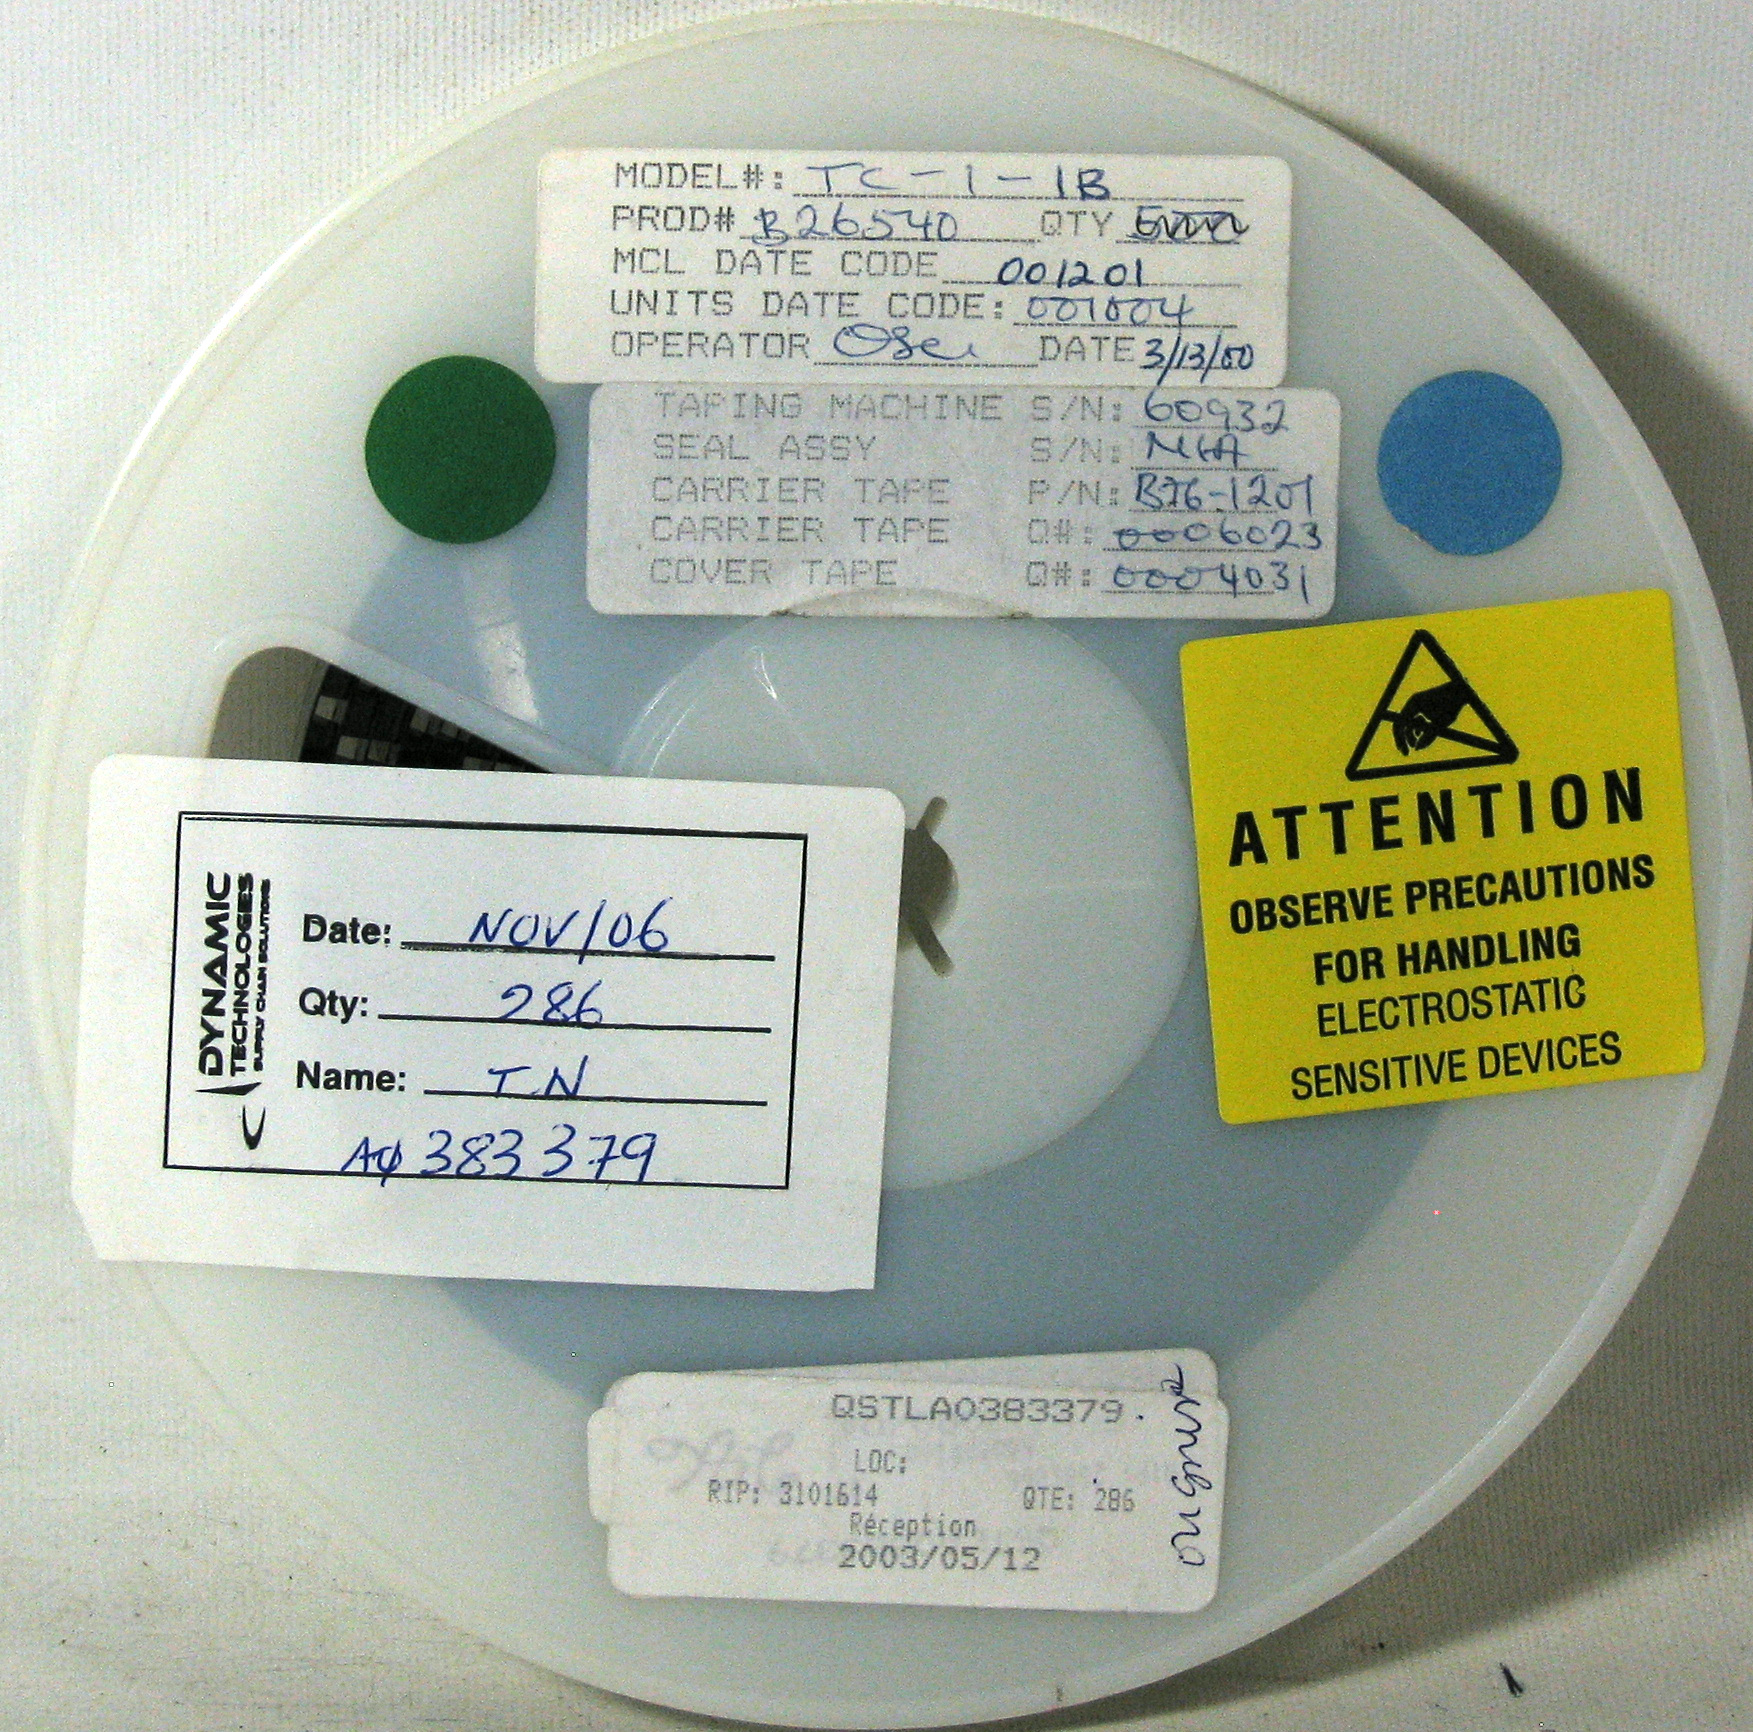 MODEL#: TC-1-1B
PROD# B26540 QTY
MCL DATE CODE 001201
UNITS DATE CODE: 001004
OPERATOR DATE 3/13/00
TAPING MACHINE S/N: 60932
SEAL ASSY S/N:
CARRIER TAPE P/N: B76-1201
CARRIER TAPE Q#: 0006023
COVER TAPE Q#: 0004031
ATTENTION
OBSERVE PRECAUTIONS
FOR HANDLING
ELECTROSTATIC
SENSITIVE DEVICES
DYNAMIC
TECHNOLOGIES
SUPPLY CHAIN SOLUTIONS
Date: NOV/06
Qty: 286
Name: T.N
A0383379
QSTLA0383379.
LOC:
RIP: 3101614 QTE: 286
Réception
2003/05/12